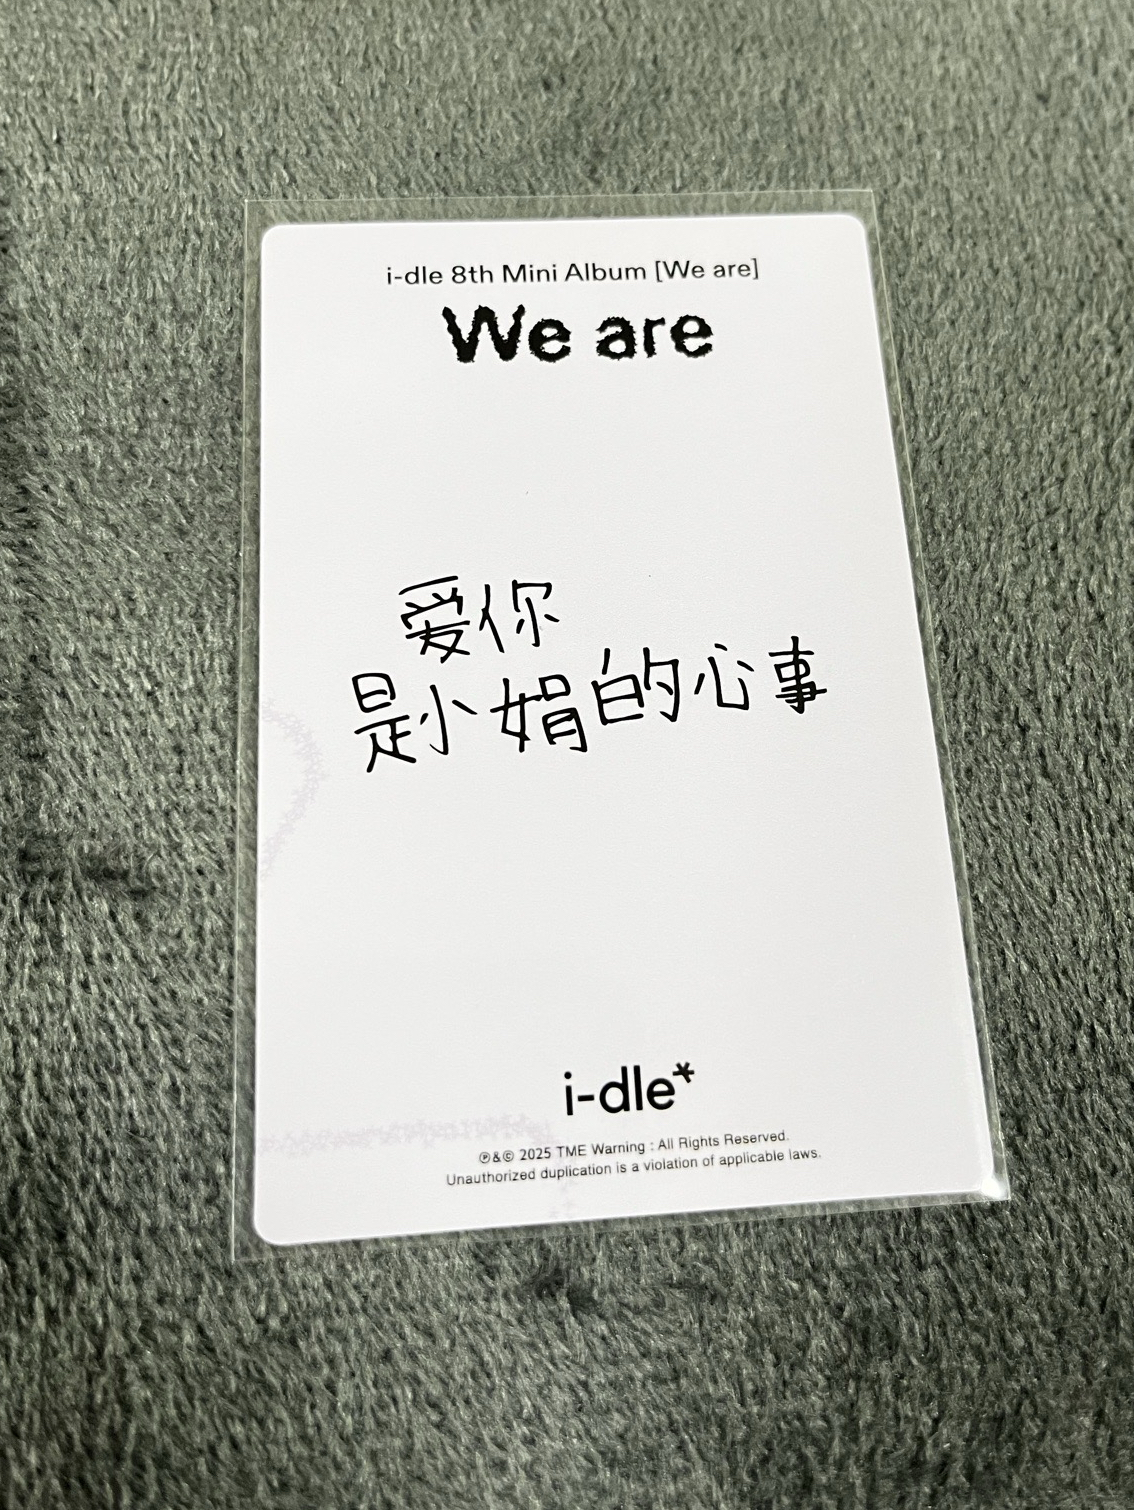 i-dle 8th Mini Album [We are]
We are
爱你
是小娟的心事
i-dle*
℗&© 2025 TME Warning : All Rights Reserved.
Unauthorized duplication is a violation of applicable laws.